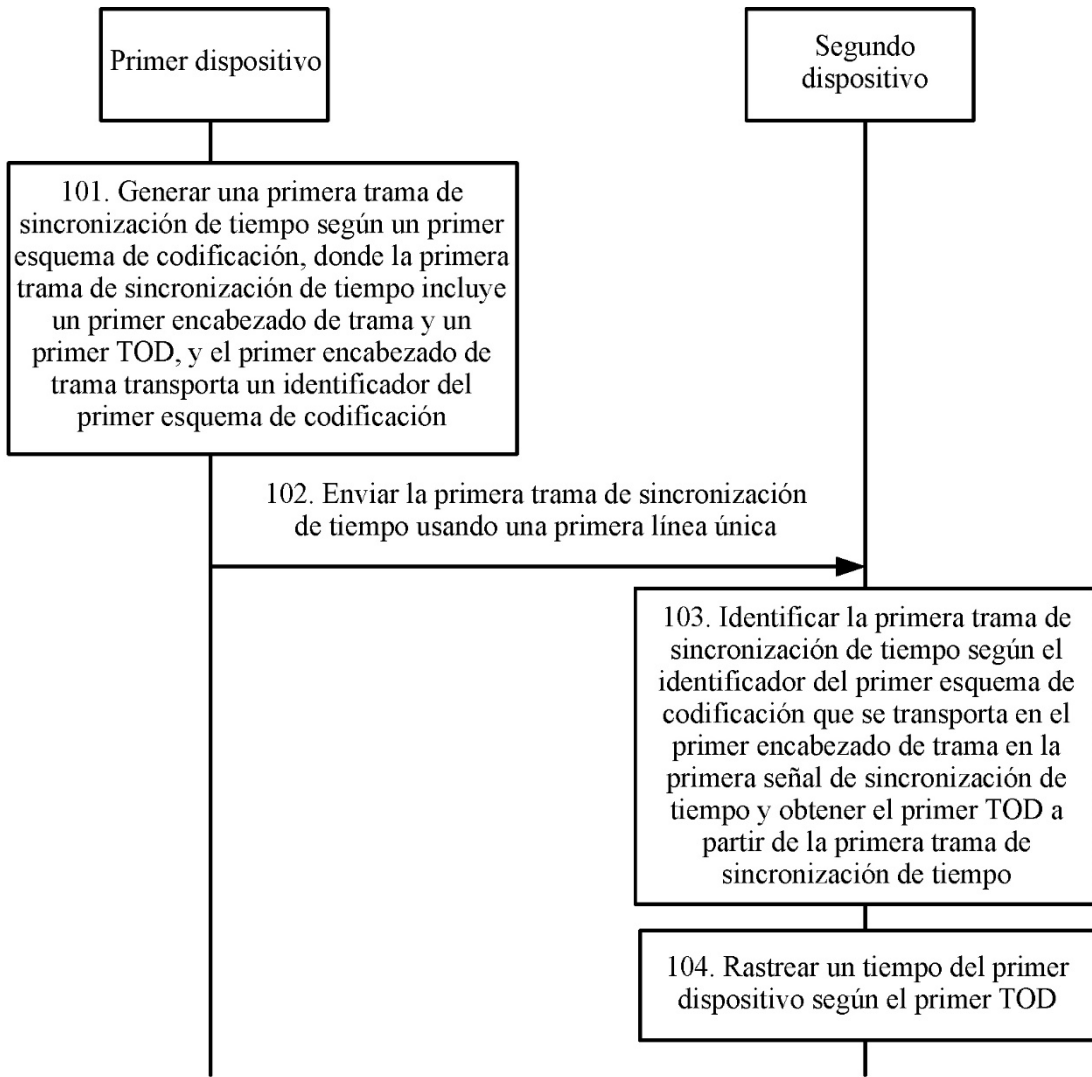 Primer dispositivo
Segundo
dispositivo
101. Generar una primera trama de
sincronización de tiempo según un primer
esquema de codificación, donde la primera
trama de sincronización de tiempo incluye
un primer encabezado de trama y un
primer TOD, y el primer encabezado de
trama transporta un identificador del
primer esquema de codificación
102. Enviar la primera trama de sincronización
de tiempo usando una primera línea única
103. Identificar la primera trama de
sincronización de tiempo según el
identificador del primer esquema de
codificación que se transporta en el
primer encabezado de trama en la
primera señal de sincronización de
tiempo y obtener el primer TOD a
partir de la primera trama de
sincronización de tiempo
104. Rastrear un tiempo del primer
dispositivo según el primer TOD